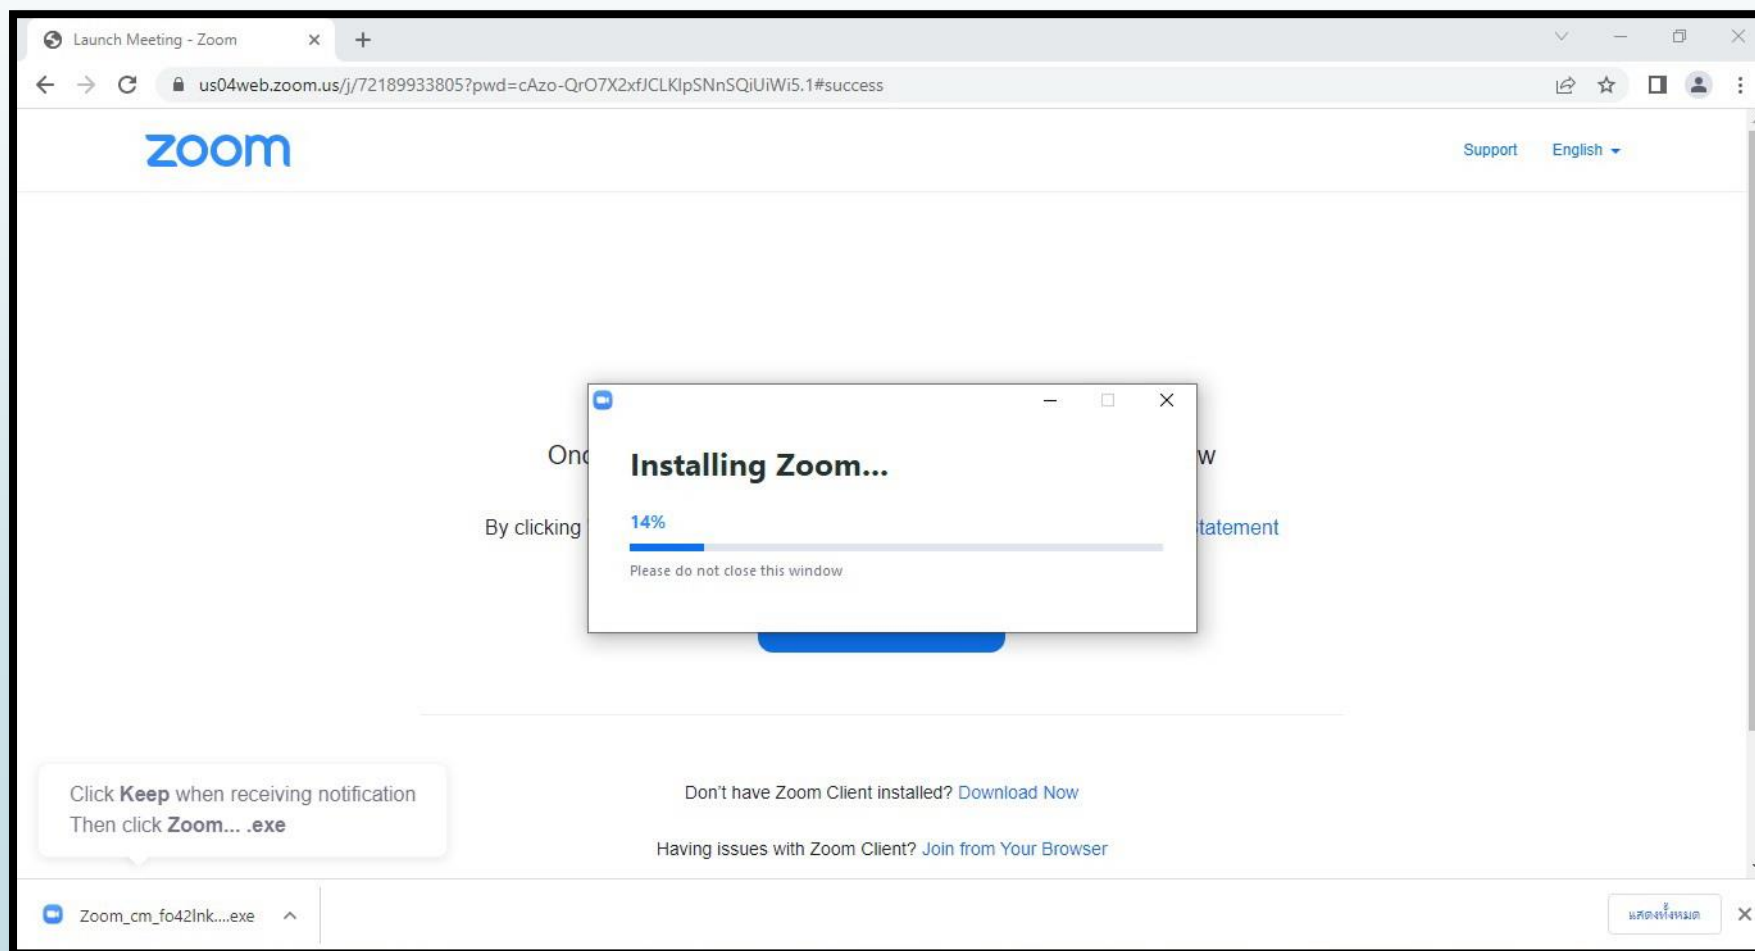 Launch Meeting - Zoom
us04web.zoom.us/j/72189933805?pwd=cAzo-QrO7X2xfJCLKlpSNnSQiUiWi5.1#success
zoom
Support English
Installing Zoom...
By clicking
14%
tatement
Please do not close this window
Click Keep when receiving notification
Then click Zoom... .exe
Don't have Zoom Client installed? Download Now
Having issues with Zoom Client? Join from Your Browser
Zoom_cm_fo42lnk....exe
แสดงทั้งหมด